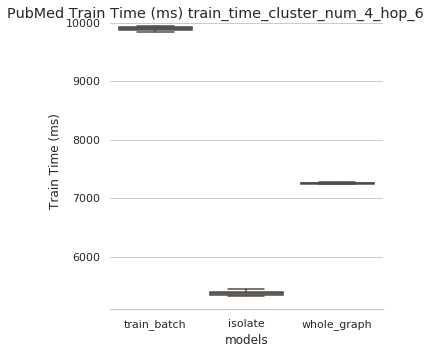 PubMed Train Time (ms) train_time_cluster_num_4_hop_6
10000
9000
8000
7000
6000
Train Time (ms)
train_batch isolate whole_graph
models